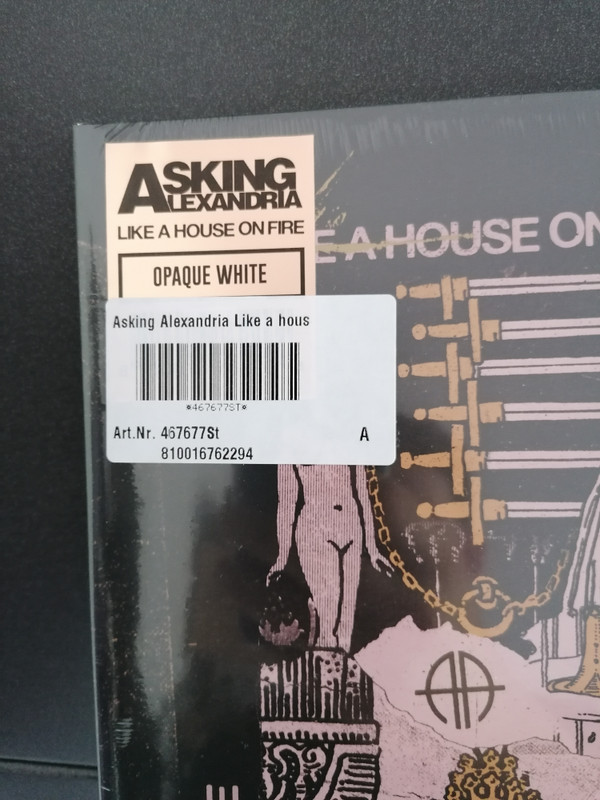 ASKING
ALEXANDRIA
LIKE A HOUSE ON FIRE
E A HOUSE ON
OPAQUE WHITE
Asking Alexandria Like a hous
*467677ST*
Art.Nr. 467677St A
810016762294
AA